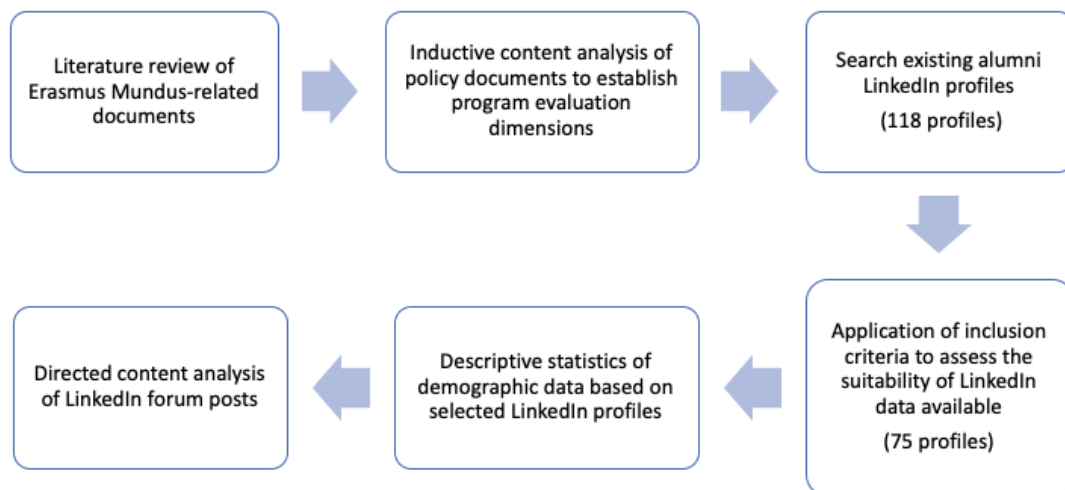 Literature review of
Erasmus Mundus-related
documents
Inductive content analysis of
policy documents to establish
program evaluation
dimensions
Search existing alumni
LinkedIn profiles
(118 profiles)
Application of inclusion
criteria to assess the
suitability of LinkedIn
data available
(75 profiles)
Descriptive statistics of
demographic data based on
selected LinkedIn profiles
Directed content analysis
of LinkedIn forum posts